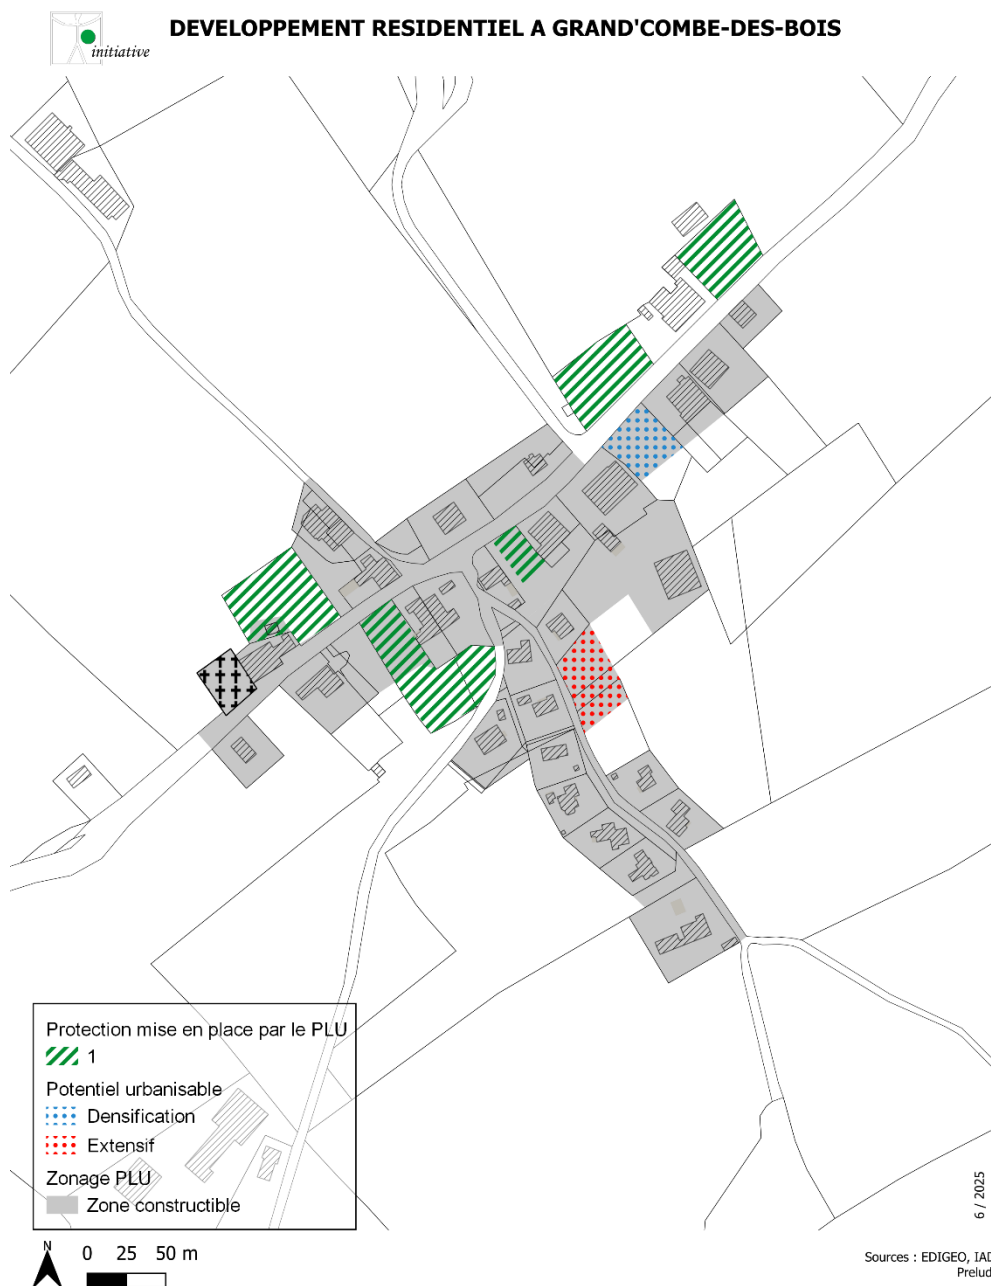 DEVELOPPEMENT RESIDENTIEL A GRAND'COMBE-DES-BOIS
initiative
Protection mise en place par le PLU
1
Potentiel urbanisable
Densification
Extensif
Zonage PLU
Zone constructible
6 / 2025
N
0 25 50 m
Sources : EDIGEO, IAD
Prelud